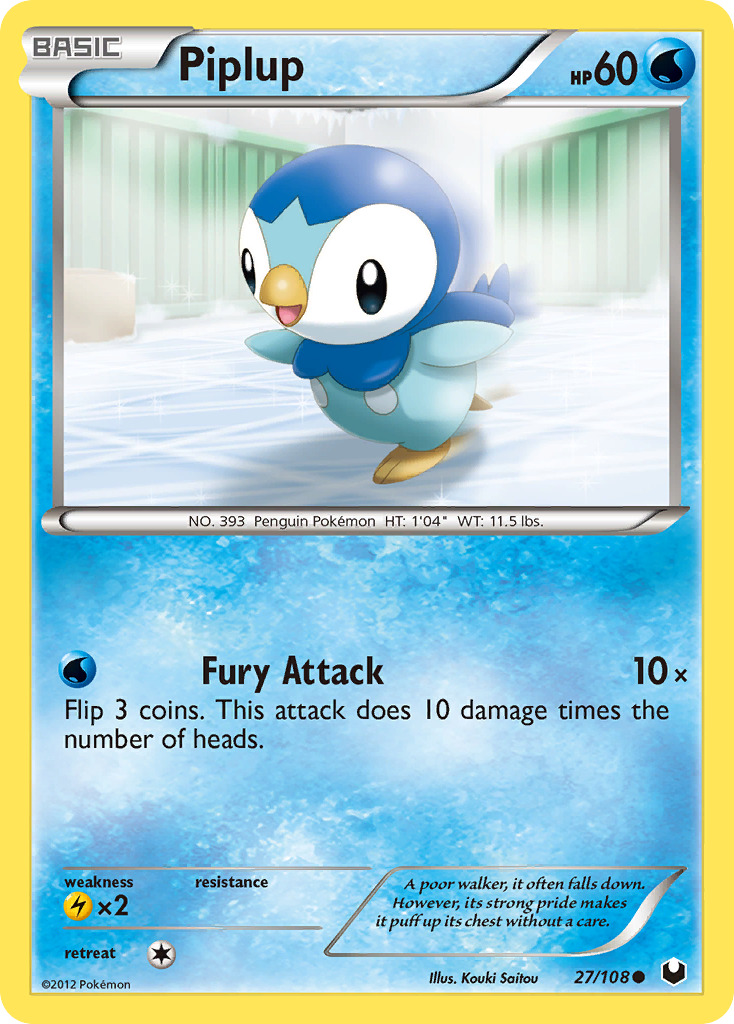 BASIC
Piplup
HP60
NO. 393 Penguin Pokémon HT: 1'04" WT: 11.5 lbs.
Fury Attack 10×
Flip 3 coins. This attack does 10 damage times the
number of heads.
weakness resistance
×2
A poor walker, it often falls down.
However, its strong pride makes
it puff up its chest without a care.
retreat
©2012 Pokémon
Illus. Kouki Saitou
27/108